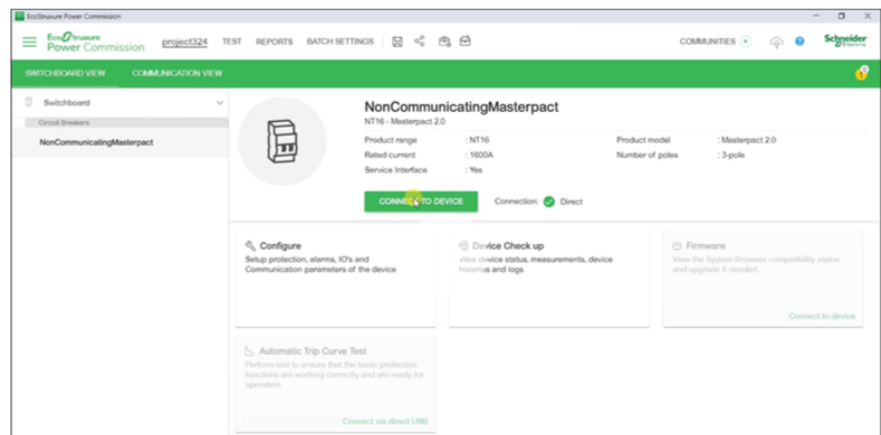 EcoStruxure Power Commission
EcoStruxure
Power Commission
project324 TEST REPORTS BATCH SETTINGS COMMUNITIES
Schneider
Electric
SWITCHBOARD VIEW COMMUNICATION VIEW
Switchboard
Circuit Breakers
NonCommunicatingMasterpact
NonCommunicatingMasterpact
NT16 - Masterpact 2.0
Product range : NT16 Product model : Masterpact 2.0
Rated current : 1600A Number of poles : 3-pole
Service Interface : Yes
CONNECT TO DEVICE Connection: Direct
Configure
Setup protection, alarms, IO's and
Communication parameters of the device
Device Check up
View device status, measurements, device
histories and logs
Firmware
View the System firmware compatibility status
and upgrade if needed.
Connect to device
Automatic Trip Curve Test
Perform test to ensure that the basic protection
functions are working correctly and are ready for
operation.
Connect via direct USB